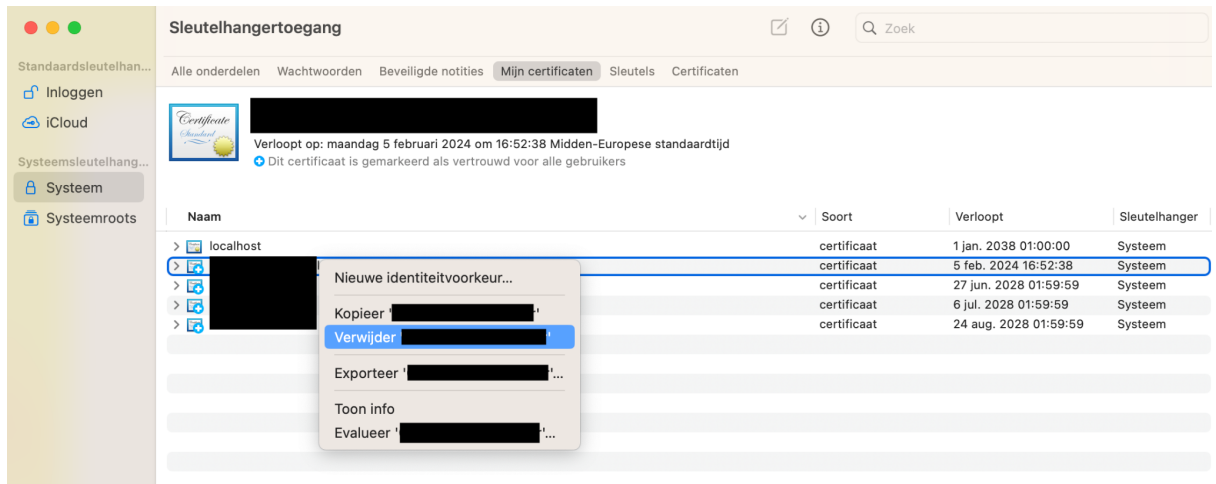 Sleutelhangertoegang
Zoek
Standaardsleutelhan...
Inloggen
iCloud
Systeemsleutelhang...
Systeem
Systeemroots
Alle onderdelen Wachtwoorden Beveiligde notities Mijn certificaten Sleutels Certificaten
Certificate
Standard
Verloopt op: maandag 5 februari 2024 om 16:52:38 Midden-Europese standaardtijd
Dit certificaat is gemarkeerd als vertrouwd voor alle gebruikers
Naam Soort Verloopt Sleutelhanger
localhost certificaat 1 jan. 2038 01:00:00 Systeem
certificaat 5 feb. 2024 16:52:38 Systeem
certificaat 27 jun. 2028 01:59:59 Systeem
certificaat 6 jul. 2028 01:59:59 Systeem
certificaat 24 aug. 2028 01:59:59 Systeem
Nieuwe identiteitvoorkeur...
Kopieer ' '
Verwijder ' '
Exporteer ' '...
Toon info
Evalueer ' '...